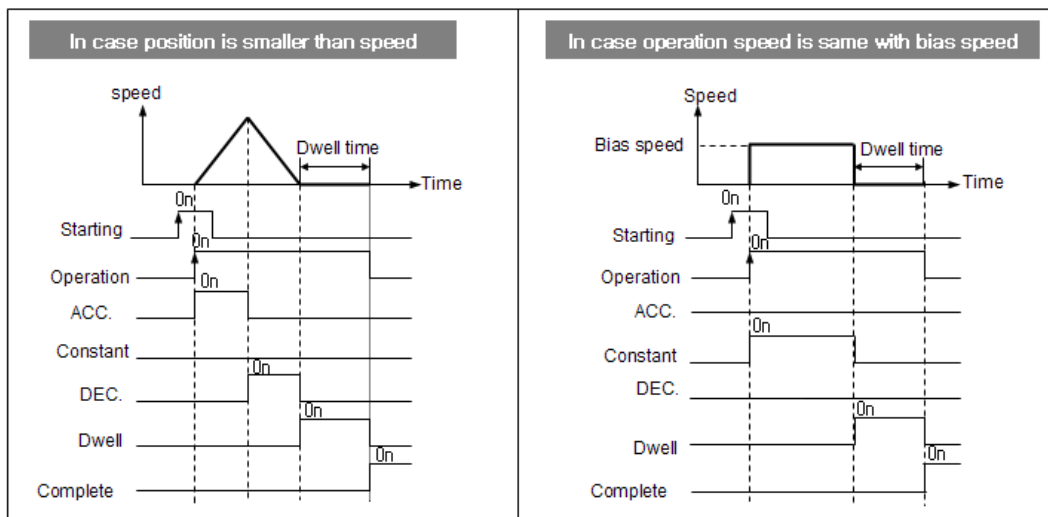 In case position is smaller than speed
speed
Dwell time
Time
On
Starting
On
Operation
On
ACC.
Constant
On
DEC.
On
Dwell
On
Complete
In case operation speed is same with bias speed
Speed
Bias speed
Dwell time
Time
On
Starting
On
Operation
ACC.
On
Constant
DEC.
On
Dwell
On
Complete